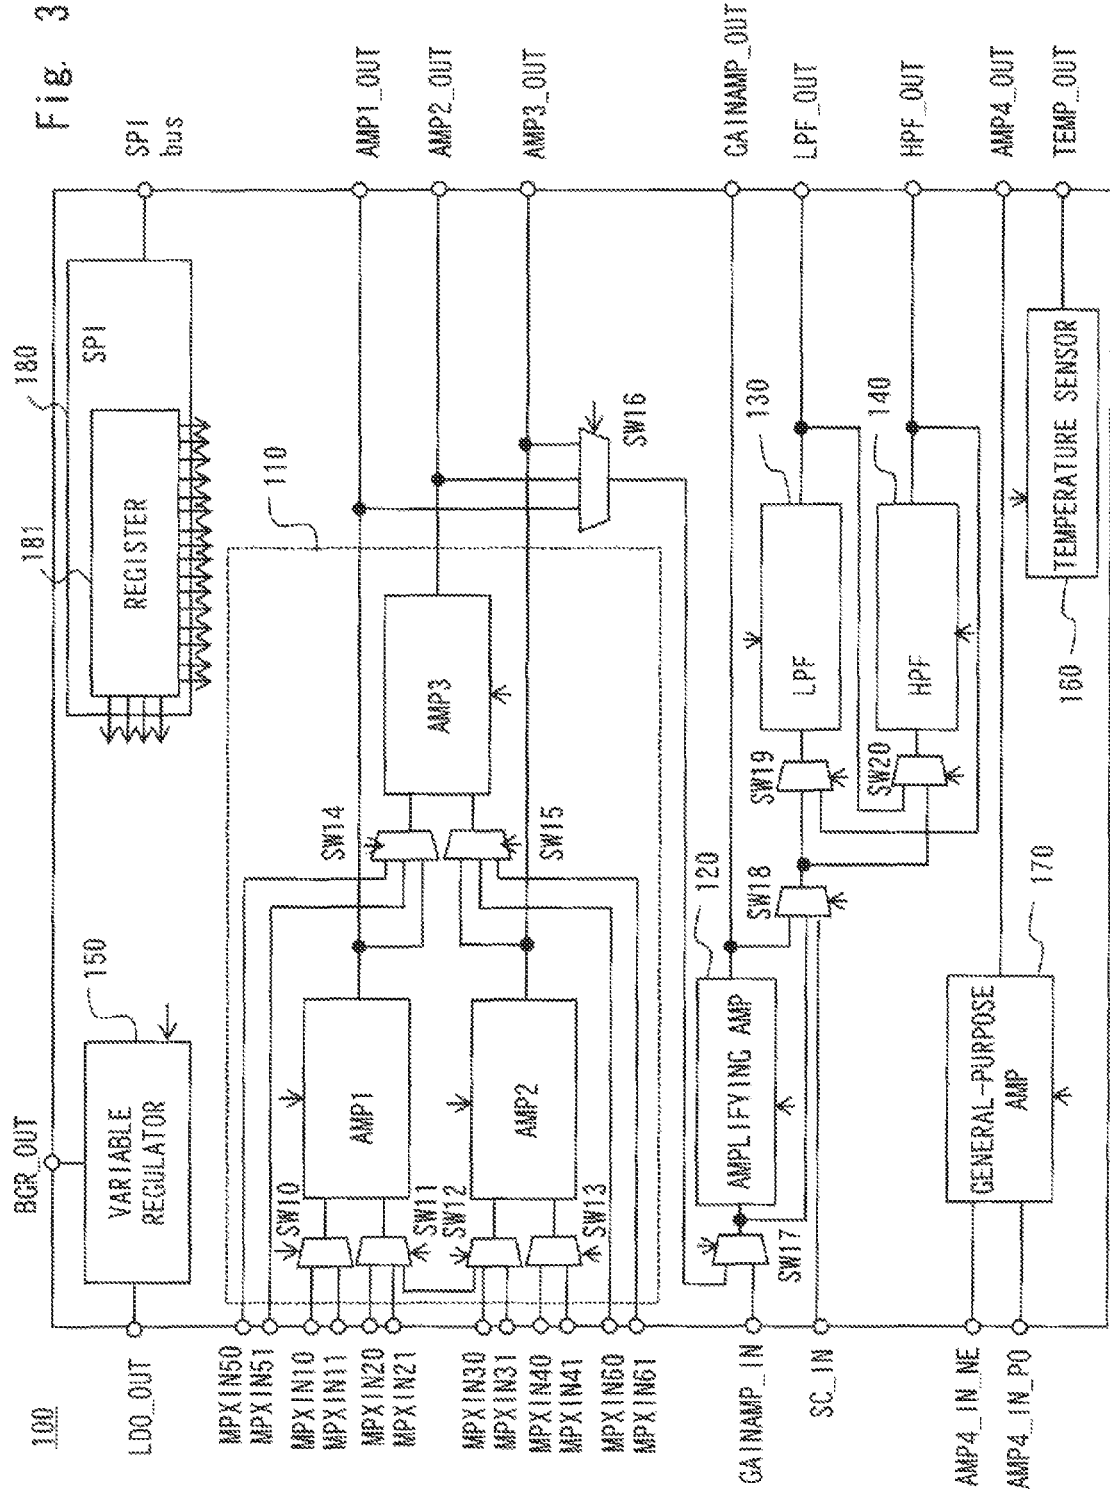 Fig. 3
100
BGR_OUT
LDO_OUT
150
VARIABLE
REGULATOR
181
180
REGISTER
SPI
SPI
bus
110
MPXIN50
MPXIN51
MPXIN10
MPXIN11
MPXIN20
MPXIN21
MPXIN30
MPXIN31
MPXIN40
MPXIN41
MPXIN60
MPXIN61
SW10
SW11
SW12
SW13
AMP1
AMP2
SW14
SW15
AMP3
SW16
AMP1_OUT
AMP2_OUT
AMP3_OUT
GAINAMP_IN
SC_IN
SW17
120
AMPLIFYING AMP
SW18
SW19
SW20
130
LPF
140
HPF
GAINAMP_OUT
LPF_OUT
HPF_OUT
AMP4_IN_NE
AMP4_IN_PO
170
GENERAL-PURPOSE
AMP
AMP4_OUT
160
TEMPERATURE SENSOR
TEMP_OUT